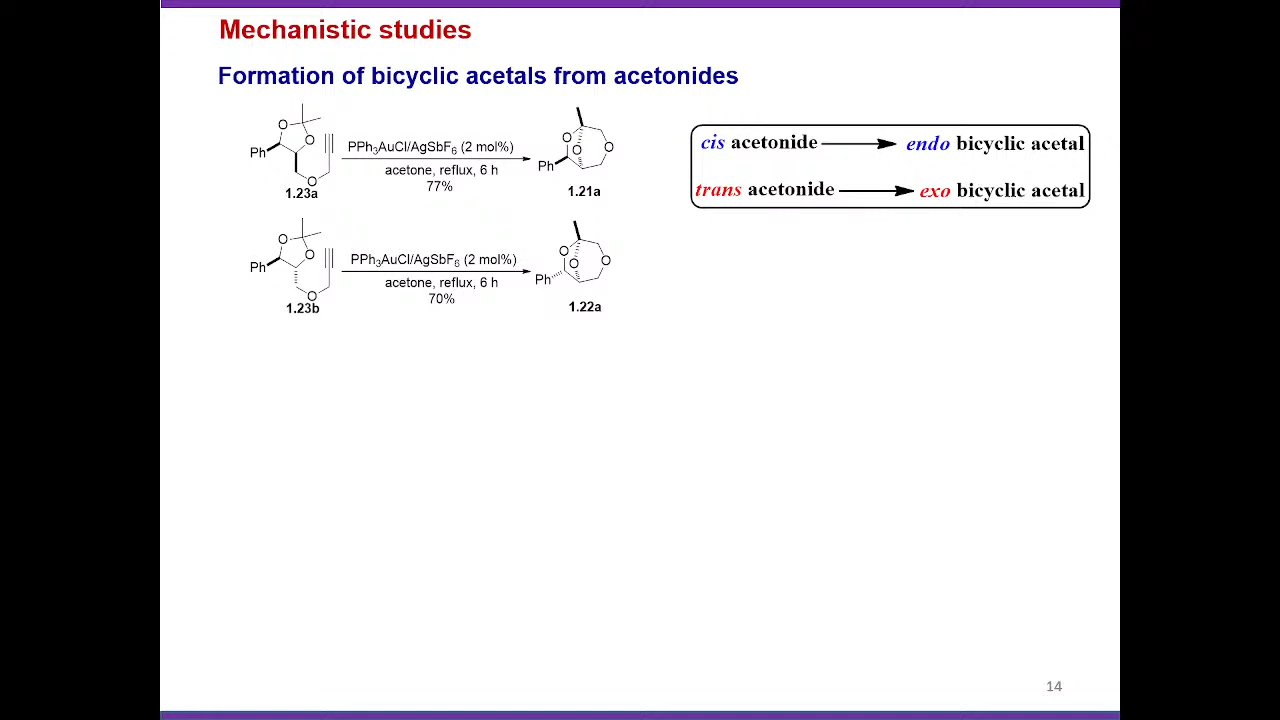 Mechanistic studies
Formation of bicyclic acetals from acetonides
O
O
Ph
O
1.23a
PPh₃AuCl/AgSbF₆ (2 mol%)
acetone, reflux, 6 h
77%
O
O
O
Ph
1.21a
cis acetonide endo bicyclic acetal
trans acetonide exo bicyclic acetal
O
O
Ph
O
1.23b
PPh₃AuCl/AgSbF₆ (2 mol%)
acetone, reflux, 6 h
70%
O
O
O
Ph
1.22a
14